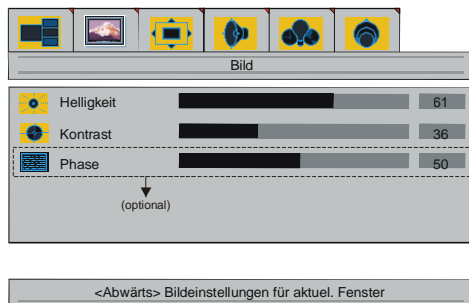 Bild
Helligkeit 61
Kontrast 36
Phase 50
(optional)
<Abwärts> Bildeinstellungen für aktuel. Fenster